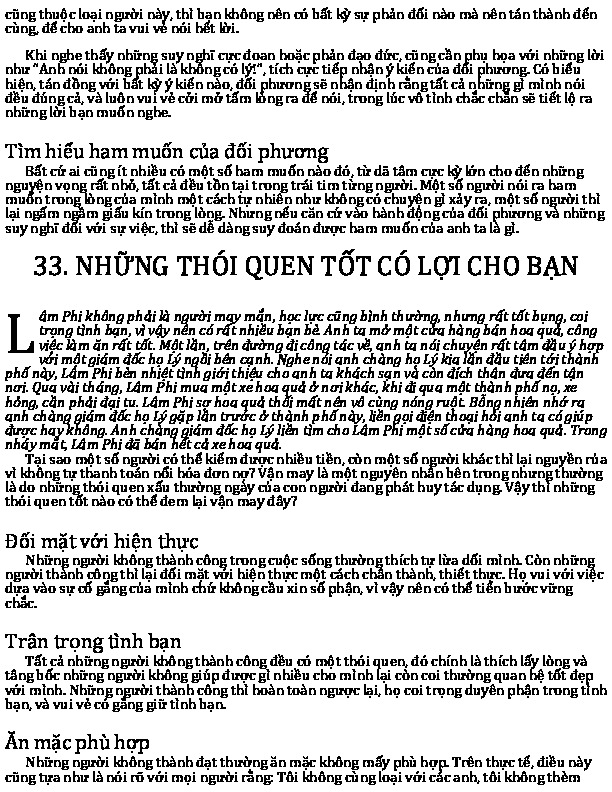 cũng thuộc loại người này, thì bạn không nên có bất kỳ sự phản đối nào mà nên tán thành đến
cùng, để cho anh ta vui vẻ nói hết lời.
Khi nghe thấy những suy nghĩ cực đoan hoặc phản đạo đức, cũng cần phụ họa với những lời
như “Anh nói không phải là không có lý!”, tích cực tiếp nhận ý kiến của đối phương. Có biểu
hiện, tán đồng với bất kỳ ý kiến nào, đối phương sẽ nhận định rằng tất cả những gì mình nói
đều đúng cả, và luôn vui vẻ cởi mở tấm lòng ra để nói, trong lúc vô tình chắc chắn sẽ tiết lộ ra
những lời bạn muốn nghe.
Tìm hiểu ham muốn của đối phương
Bất cứ ai cũng ít nhiều có một số ham muốn nào đó, từ dã tâm cực kỳ lớn cho đến những
nguyện vọng rất nhỏ, tất cả đều tồn tại trong trái tim từng người. Một số người nói ra ham
muốn trong lòng của mình một cách tự nhiên như không có chuyện gì xảy ra, một số người thì
lại ngấm ngầm giấu kín trong lòng. Nhưng nếu căn cứ vào hành động của đối phương và những
suy nghĩ đối với sự việc, thì sẽ dễ dàng suy đoán được ham muốn của anh ta là gì.
33. NHỮNG THÓI QUEN TỐT CÓ LỢI CHO BẠN
Lâm Phị không phải là người may mắn, học lực cũng bình thường, nhưng rất tốt bụng, coi
trọng tình bạn, vì vậy nên có rất nhiều bạn bè. Anh ta mở một cửa hàng bán hoa quả, công
việc làm ăn rất tốt. Một lần, trên đường đi công tác về, anh ta nói chuyện rất tâm đầu ý hợp
với một giám đốc họ Lý ngồi bên cạnh. Nghe nói anh chàng họ Lý kia lần đầu tiên tới thành
phố này, Lâm Phị bèn nhiệt tình giới thiệu cho anh ta khách sạn và còn đích thân đưa đến tận
nơi. Qua vài tháng, Lâm Phị mua một xe hoa quả ở nơi khác, khi đi qua một thành phố nọ, xe
hỏng, cần phải đại tu. Lâm Phị sợ hoa quả thối mất nên vô cùng nóng ruột. Bỗng nhiên nhớ ra
anh chàng giám đốc họ Lý gặp lần trước ở thành phố này, liền gọi điện thoại hỏi anh ta có giúp
được hay không. Anh chàng giám đốc họ Lý liền tìm cho Lâm Phị một số cửa hàng hoa quả. Trong
nháy mắt, Lâm Phị đã bán hết cả xe hoa quả.
Tại sao một số người có thể kiếm được nhiều tiền, còn một số người khác thì lại nguyền rủa
vì không tự thanh toán nổi hóa đơn nợ? Vận may là một nguyên nhân bên trong nhưng thường
là do những thói quen xấu thường ngày của con người đang phát huy tác dụng. Vậy thì những
thói quen tốt nào có thể đem lại vận may đây?
Đối mặt với hiện thực
Những người không thành công trong cuộc sống thường thích tự lừa dối mình. Còn những
người thành công thì lại đối mặt với hiện thực một cách chân thành, thiết thực. Họ vui với việc
dựa vào sự cố gắng của mình chứ không cầu xin số phận, vì vậy nên có thể tiến bước vững
chắc.
Trân trọng tình bạn
Tất cả những người không thành công đều có một thói quen, đó chính là thích lấy lòng và
tâng bốc những người không giúp được gì nhiều cho mình lại còn coi thường quan hệ tốt đẹp
với mình. Những người thành công thì hoàn toàn ngược lại, họ coi trọng duyên phận trong tình
bạn, và vui vẻ cố gắng giữ tình bạn.
Ăn mặc phù hợp
Những người không thành đạt thường ăn mặc không mấy phù hợp. Trên thực tế, điều này
cũng tựa như là nói rõ với mọi người rằng: Tôi không cùng loại với các anh, tôi không thèm